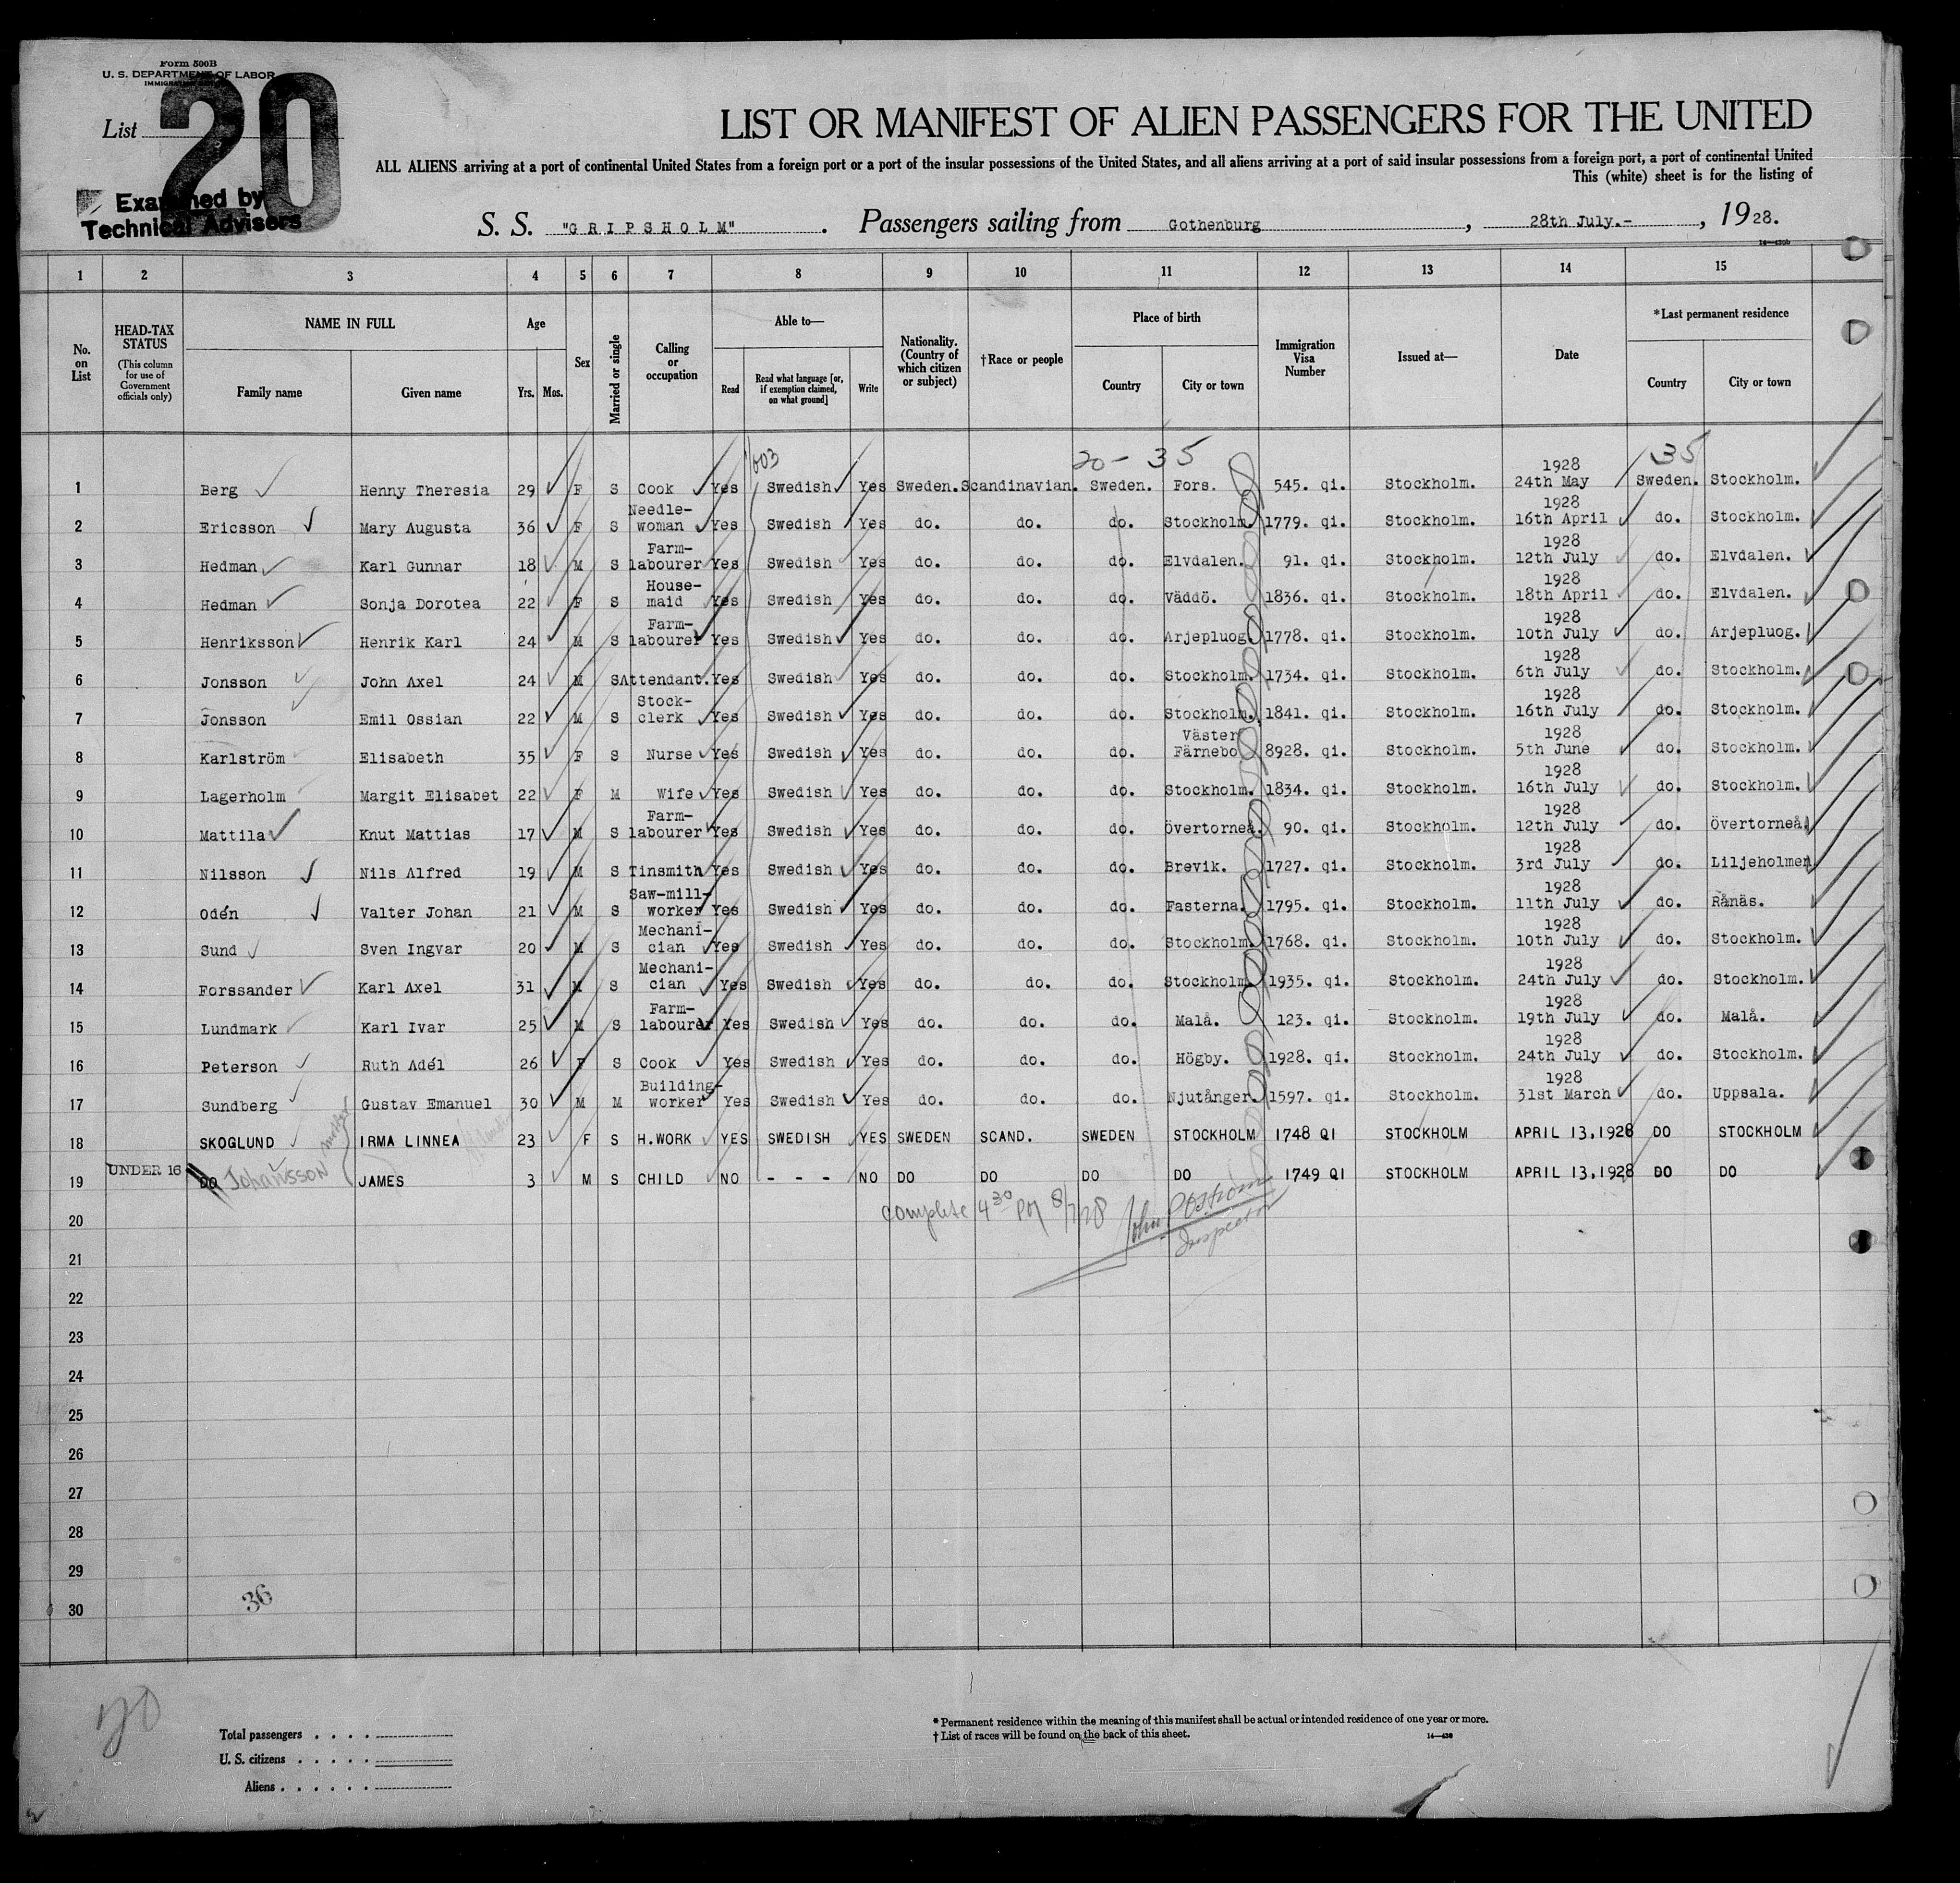 Form 500B
U. S. DEPARTMENT OF LABOR
List 20
Examined by
Technical Advisers
LIST OR MANIFEST OF ALIEN PASSENGERS FOR THE UNITED
ALL ALIENS arriving at a port of continental United States from a foreign port or a port of the insular possessions of the United States, and all aliens arriving at a port of said insular possessions from a foreign port, a port of continental United
This (white) sheet is for the listing of
S. S. "GRIPSHOLM". Passengers sailing from Gothenburg, 28th July.-, 1928.
14—430b
1 2 3 4 5 6 7 8 9 10 11 12 13 14 15
No. on List
HEAD-TAX STATUS (This column for use of Government officials only)
NAME IN FULL Family name Given name
Age Yrs. Mos.
Sex
Married or single
Calling or occupation
Able to— Read Read what language [or, if exemption claimed, on what ground] Write
Nationality. (Country of which citizen or subject)
†Race or people
Place of birth Country City or town
Immigration Visa Number
Issued at—
Date
*Last permanent residence Country City or town
603 20-35 35
1 Berg Henny Theresia 29 F S Cook Yes Swedish Yes Sweden. Scandinavian. Sweden. Fors. 545. qi. Stockholm. 1928 24th May Sweden. Stockholm.
2 Ericsson Mary Augusta 36 F S Needle-woman Yes Swedish Yes do. do. do. Stockholm. 1779. qi. Stockholm. 1928 16th April do. Stockholm.
3 Hedman Karl Gunnar 18 M S Farm-labourer Yes Swedish Yes do. do. do. Elvdalen. 91. qi. Stockholm. 1928 12th July do. Elvdalen.
4 Hedman Sonja Dorotea 22 F S House-maid Yes Swedish Yes do. do. do. Väddö. 1836. qi. Stockholm. 1928 18th April do. Elvdalen.
5 Henriksson Henrik Karl 24 M S Farm-labourer Yes Swedish Yes do. do. do. Arjepluog. 1778. qi. Stockholm. 1928 10th July do. Arjepluog.
6 Jonsson John Axel 24 M S Attendant. Yes Swedish Yes do. do. do. Stockholm. 1734. qi. Stockholm. 1928 6th July do. Stockholm.
7 Jonsson Emil Ossian 22 M S Stock-clerk Yes Swedish Yes do. do. do. Stockholm. 1841. qi. Stockholm. 1928 16th July do. Stockholm.
8 Karlström Elisabeth 35 F S Nurse Yes Swedish Yes do. do. do. Väster Färnebo 8928. qi. Stockholm. 1928 5th June do. Stockholm.
9 Lagerholm Margit Elisabet 22 F M Wife Yes Swedish Yes do. do. do. Stockholm. 1834. qi. Stockholm. 1928 16th July do. Stockholm.
10 Mattila Knut Mattias 17 M S Farm-labourer Yes Swedish Yes do. do. do. Övertorneå. 90. qi. Stockholm. 1928 12th July do. Övertorneå.
11 Nilsson Nils Alfred 19 M S Tinsmith Yes Swedish Yes do. do. do. Brevik. 1727. qi. Stockholm. 1928 3rd July do. Liljeholmen.
12 Odén Valter Johan 21 M S Saw-mill-worker Yes Swedish Yes do. do. do. Fasterna. 1795. qi. Stockholm. 1928 11th July do. Rånäs.
13 Sund Sven Ingvar 20 M S Mechani-cian Yes Swedish Yes do. do. do. Stockholm. 1768. qi. Stockholm. 1928 10th July do. Stockholm.
14 Forssander Karl Axel 31 M S Mechani-cian Yes Swedish Yes do. do. do. Stockholm. 1935. qi. Stockholm. 1928 24th July do. Stockholm.
15 Lundmark Karl Ivar 25 M S Farm-labourer Yes Swedish Yes do. do. do. Malå. 123. qi. Stockholm. 1928 19th July do. Malå.
16 Peterson Ruth Adél 26 F S Cook Yes Swedish Yes do. do. do. Högby. 1928. qi. Stockholm. 1928 24th July do. Stockholm.
17 Sundberg Gustav Emanuel 30 M M Building-worker Yes Swedish Yes do. do. do. Njutånger. 1597. qi. Stockholm. 1928 31st March do. Uppsala.
18 SKOGLUND mother IRMA LINNEA 23 F S H.WORK YES SWEDISH YES SWEDEN SCAND. SWEDEN STOCKHOLM 1748 QI STOCKHOLM APRIL 13,1928 DO STOCKHOLM
19 UNDER 16 DO Johansson JAMES 3 M S CHILD NO - - - NO DO DO DO DO 1749 QI STOCKHOLM APRIL 13,1928 DO DO
20 complete 4 30 PM 8/7/28 John
Inspector
21
22
23
24
25
26
27
28
29
30
36
Total passengers . . . .
U. S. citizens . . . . .
Aliens . . . . . .
* Permanent residence within the meaning of this manifest shall be actual or intended residence of one year or more.
† List of races will be found on the back of this sheet.
14—430